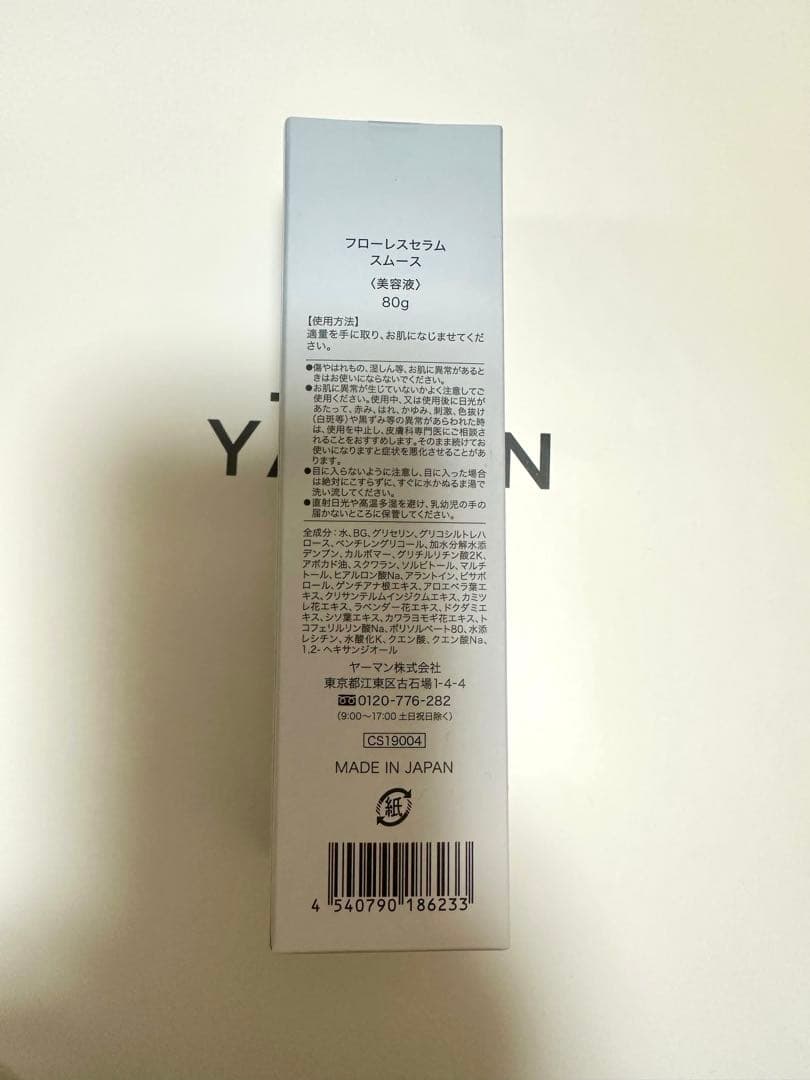 フローレスセラム
スムース
〈美容液〉
80g
【使用方法】
適量を手に取り、お肌になじませてくだ
さい。
●傷やはれもの、湿しん等、お肌に異常があると
きはお使いにならないでください。
●お肌に異常が生じていないかよく注意してご
使用ください。使用中、又は使用後に日光が
あたって、赤み、はれ、かゆみ、刺激、色抜け
（白斑等）や黒ずみ等の異常があらわれた時
は、使用を中止し、皮膚科専門医にご相談さ
れることをおすすめします。そのまま続けてお
使いになりますと症状を悪化させることがあ
ります。
●目に入らないように注意し、目に入った場合
は絶対にこすらずに、すぐに水かぬるま湯で
洗い流してください。
●直射日光や高温多湿を避け、乳幼児の手の
届かないところに保管してください。
全成分：水、BG、グリセリン、グリコシルトレハ
ロース、ペンチレングリコール、加水分解水添
デンプン、カルボマー、グリチルリチン酸2K、
アボカド油、スクワラン、ソルビトール、マルチ
トール、ヒアルロン酸Na、アラントイン、ビサボ
ロール、ゲンチアナ根エキス、アロエベラ葉エ
キス、クリサンテルムインジクムエキス、カミツ
レ花エキス、ラベンダー花エキス、ドクダミエ
キス、シソ葉エキス、カワラヨモギ花エキス、ト
コフェリルリン酸Na、ポリソルベート80、水添
レシチン、水酸化K、クエン酸、クエン酸Na、
1,2-ヘキサンジオール
ヤーマン株式会社
東京都江東区古石場1-4-4
0120-776-282
（9:00〜17:00 土日祝日除く）
CS19004
MADE IN JAPAN
紙
4 540790 186233